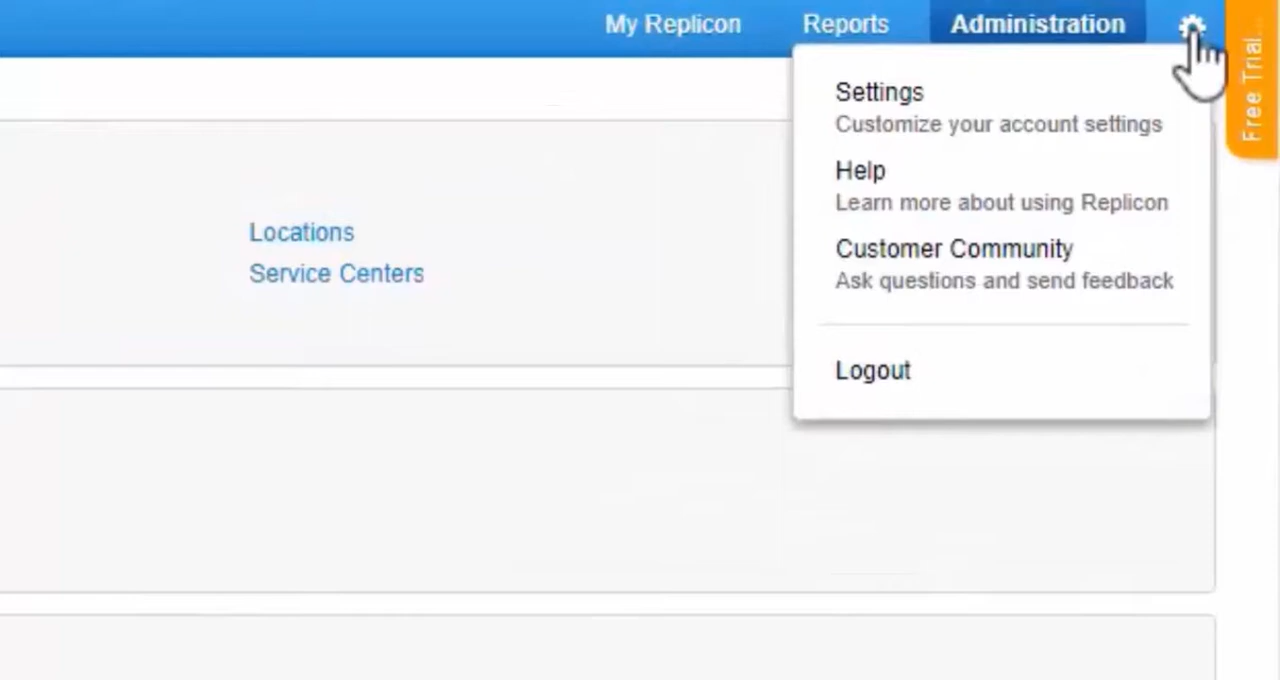 My Replicon Reports Administration
Free Trial...
Settings
Customize your account settings
Help
Learn more about using Replicon
Locations
Customer Community
Service Centers
Ask questions and send feedback
Logout